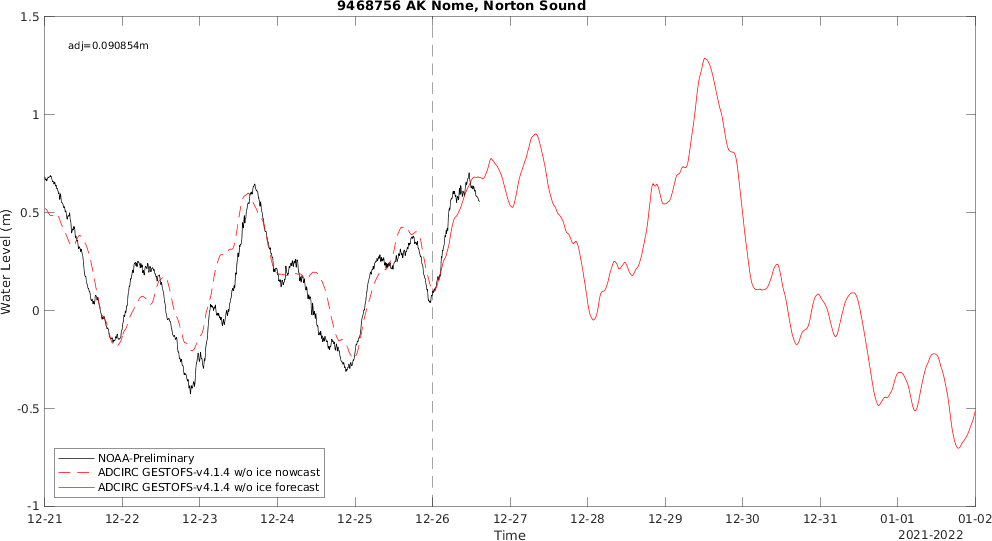 9468756 AK Nome, Norton Sound
adj=0.090854m
Water Level (m)
1.5
1
0.5
0
-0.5
-1
NOAA-Preliminary
ADCIRC GESTOFS-v4.1.4 w/o ice nowcast
ADCIRC GESTOFS-v4.1.4 w/o ice forecast
12-21 12-22 12-23 12-24 12-25 12-26 12-27 12-28 12-29 12-30 12-31 01-01 01-02
Time
2021-2022